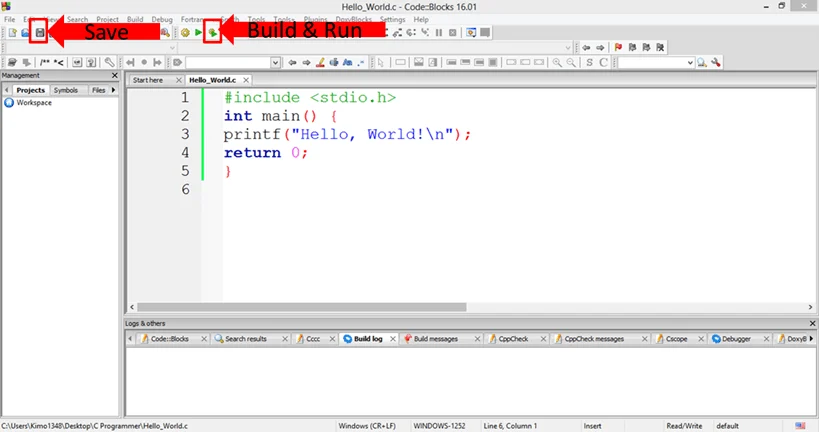 Hello_World.c - Code::Blocks 16.01
File Edit View Search Project Build Debug Fortran Tools Tools+ Plugins DoxyBlocks Settings Help
Save
Build & Run
Management
Projects Symbols Files
Workspace
Start here
Hello_World.c
1 #include <stdio.h>
2 int main() {
3 printf("Hello, World!\n");
4 return 0;
5 }
6
Logs & others
Code::Blocks
Search results
Cccc
Build log
Build messages
CppCheck
CppCheck messages
Cscope
Debugger
DoxyB
C:\Users\Kimo1348\Desktop\C Programmer\Hello_World.c
Windows (CR+LF)
WINDOWS-1252
Line 6, Column 1
Insert
Read/Write
default